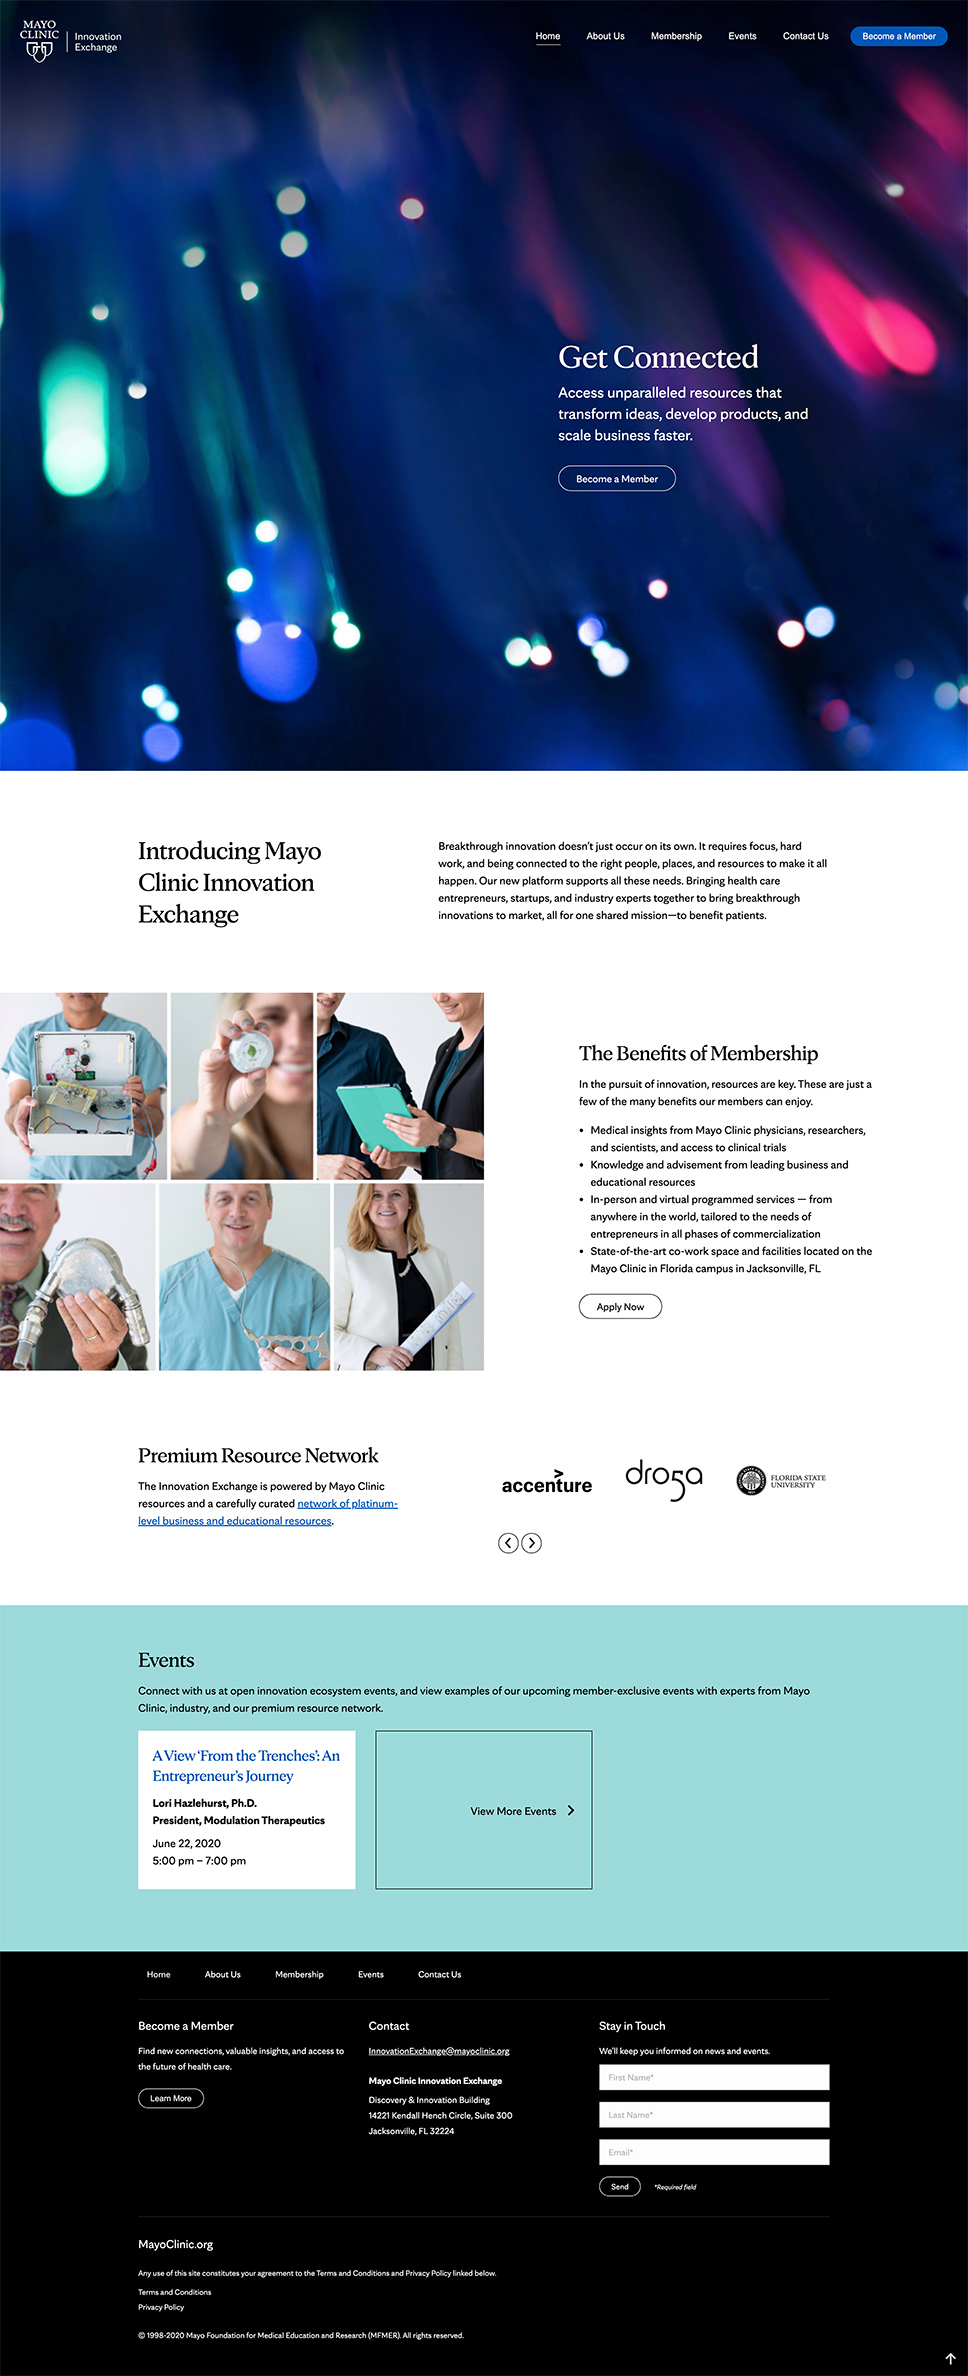 MAYO
CLINIC
Innovation
Exchange
Home
About Us
Membership
Events
Contact Us
Become a Member
Get Connected
Access unparalleled resources that
transform ideas, develop products, and
scale business faster.
Become a Member
Introducing Mayo
Clinic Innovation
Exchange
Breakthrough innovation doesn't just occur on its own. It requires focus, hard
work, and being connected to the right people, places, and resources to make it all
happen. Our new platform supports all these needs. Bringing health care
entrepreneurs, startups, and industry experts together to bring breakthrough
innovations to market, all for one shared mission—to benefit patients.
The Benefits of Membership
In the pursuit of innovation, resources are key. These are just a
few of the many benefits our members can enjoy.
• Medical insights from Mayo Clinic physicians, researchers,
and scientists, and access to clinical trials
• Knowledge and advisement from leading business and
educational resources
• In-person and virtual programmed services — from
anywhere in the world, tailored to the needs of
entrepreneurs in all phases of commercialization
• State-of-the-art co-work space and facilities located on the
Mayo Clinic in Florida campus in Jacksonville, FL
Apply Now
Premium Resource Network
The Innovation Exchange is powered by Mayo Clinic
resources and a carefully curated network of platinum-
level business and educational resources.
accenture
droga5
FLORIDA STATE
UNIVERSITY
Events
Connect with us at open innovation ecosystem events, and view examples of our upcoming member-exclusive events with experts from Mayo
Clinic, industry, and our premium resource network.
A View 'From the Trenches': An
Entrepreneur's Journey
Lori Hazlehurst, Ph.D.
President, Modulation Therapeutics
June 22, 2020
5:00 pm – 7:00 pm
View More Events
Home
About Us
Membership
Events
Contact Us
Become a Member
Find new connections, valuable insights, and access to
the future of health care.
Learn More
Contact
InnovationExchange@mayoclinic.org
Mayo Clinic Innovation Exchange
Discovery & Innovation Building
14221 Kendall Hench Circle, Suite 300
Jacksonville, FL 32224
Stay in Touch
We'll keep you informed on news and events.
First Name*
Last Name*
Email*
Send
*Required field
MayoClinic.org
Any use of this site constitutes your agreement to the Terms and Conditions and Privacy Policy linked below.
Terms and Conditions
Privacy Policy
© 1998-2020 Mayo Foundation for Medical Education and Research (MFMER). All rights reserved.